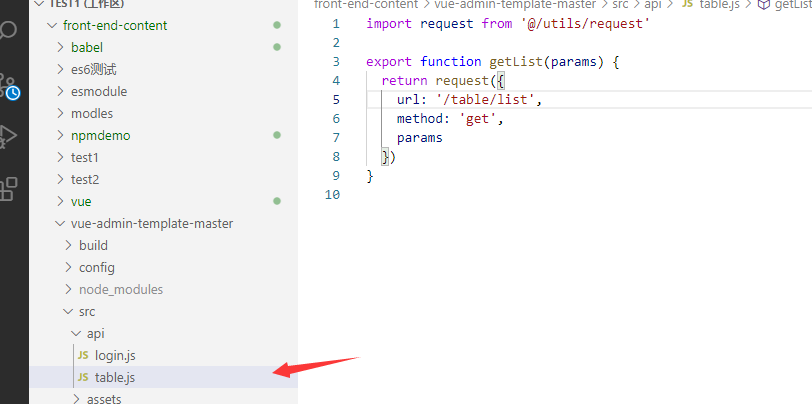 TEST1 (工作区)
front-end-content
babel
es6测试
esmodule
modles
npmdemo
test1
test2
vue
vue-admin-template-master
build
config
node_modules
src
api
JS login.js
JS table.js
assets
front-end-content > vue-admin-template-master > src > api > JS table.js > getList
1 import request from '@/utils/request'
2
3 export function getList(params) {
4 return request({
5 url: '/table/list',
6 method: 'get',
7 params
8 })
9 }
10